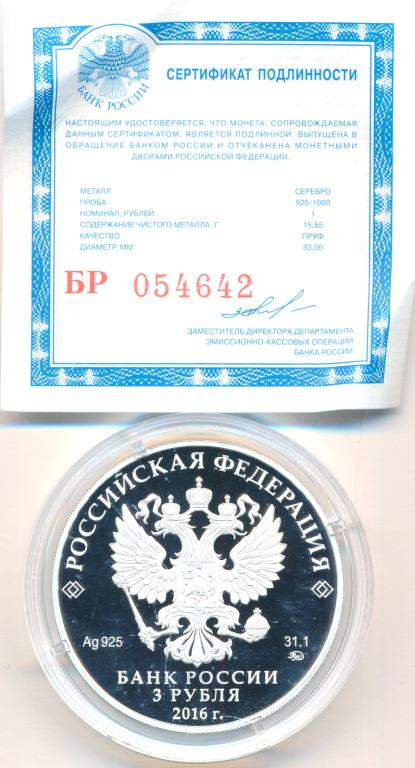 БАНК РОССИИ
СЕРТИФИКАТ ПОДЛИННОСТИ
НАСТОЯЩИМ УДОСТОВЕРЯЕТСЯ, ЧТО МОНЕТА, СОПРОВОЖДАЕМАЯ
ДАННЫМ СЕРТИФИКАТОМ, ЯВЛЯЕТСЯ ПОДЛИННОЙ, ВЫПУЩЕНА В
ОБРАЩЕНИЕ БАНКОМ РОССИИ И ОТЧЕКАНЕНА МОНЕТНЫМИ
ДВОРАМИ РОССИЙСКОЙ ФЕДЕРАЦИИ.
МЕТАЛЛ СЕРЕБРО
ПРОБА 925/1000
НОМИНАЛ, РУБЛЕЙ 1
СОДЕРЖАНИЕ ЧИСТОГО МЕТАЛЛА, Г 15.55
КАЧЕСТВО ПРУФ
ДИАМЕТР, ММ 33.00
БР 054642
ЗАМЕСТИТЕЛЬ ДИРЕКТОРА ДЕПАРТАМЕНТА
ЭМИССИОННО-КАССОВЫХ ОПЕРАЦИЙ
БАНКА РОССИИ
РОССИЙСКАЯ ФЕДЕРАЦИЯ
Ag 925 31.1
БАНК РОССИИ
3 РУБЛЯ
2016 г.